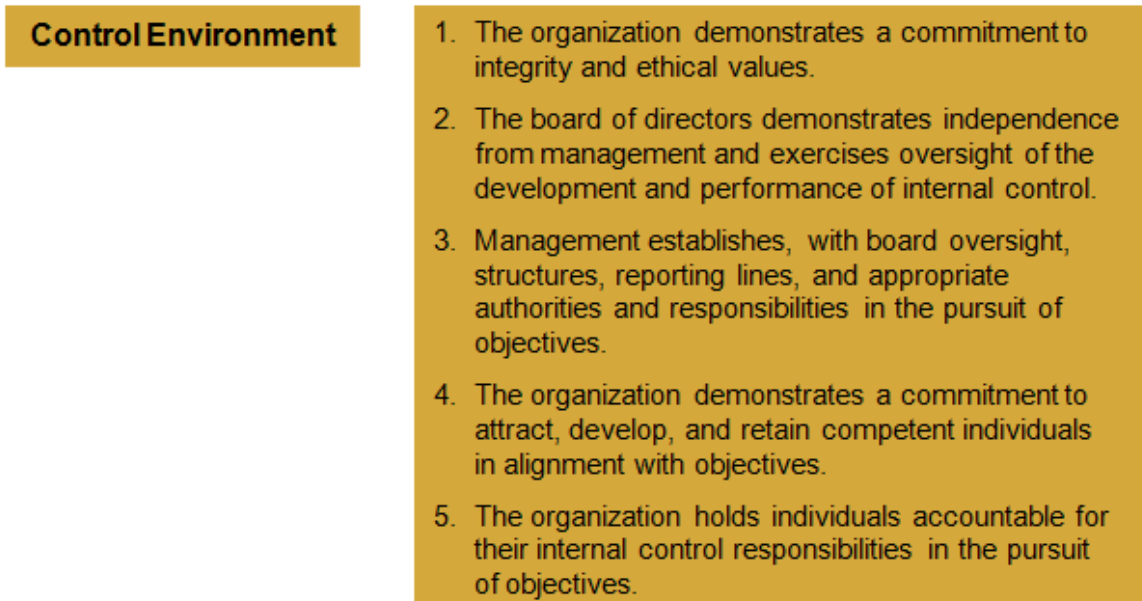 Control Environment
1. The organization demonstrates a commitment to
integrity and ethical values.
2. The board of directors demonstrates independence
from management and exercises oversight of the
development and performance of internal control.
3. Management establishes, with board oversight,
structures, reporting lines, and appropriate
authorities and responsibilities in the pursuit of
objectives.
4. The organization demonstrates a commitment to
attract, develop, and retain competent individuals
in alignment with objectives.
5. The organization holds individuals accountable for
their internal control responsibilities in the pursuit
of objectives.